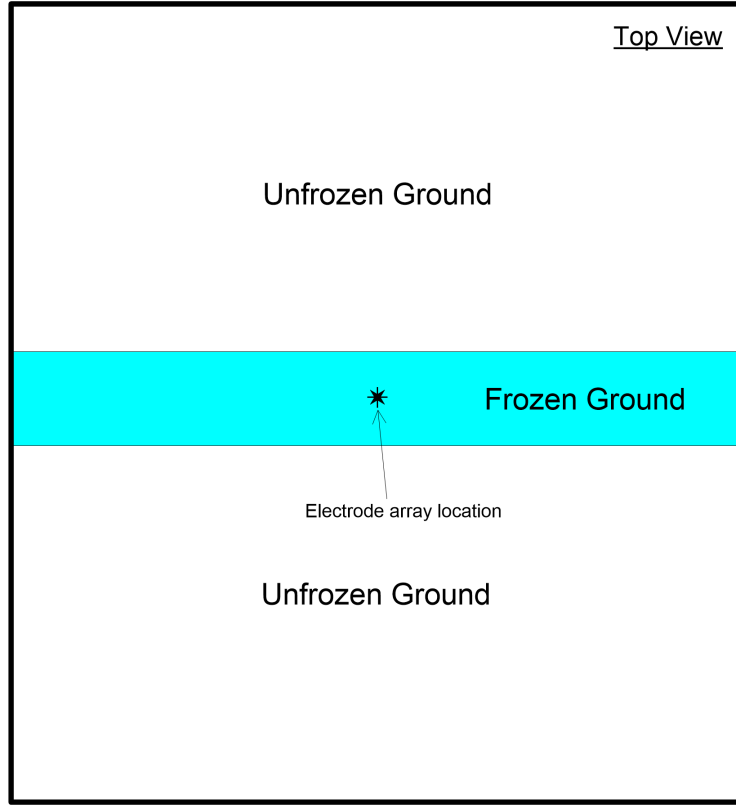 Top View
Unfrozen Ground
Frozen Ground
Electrode array location
Unfrozen Ground